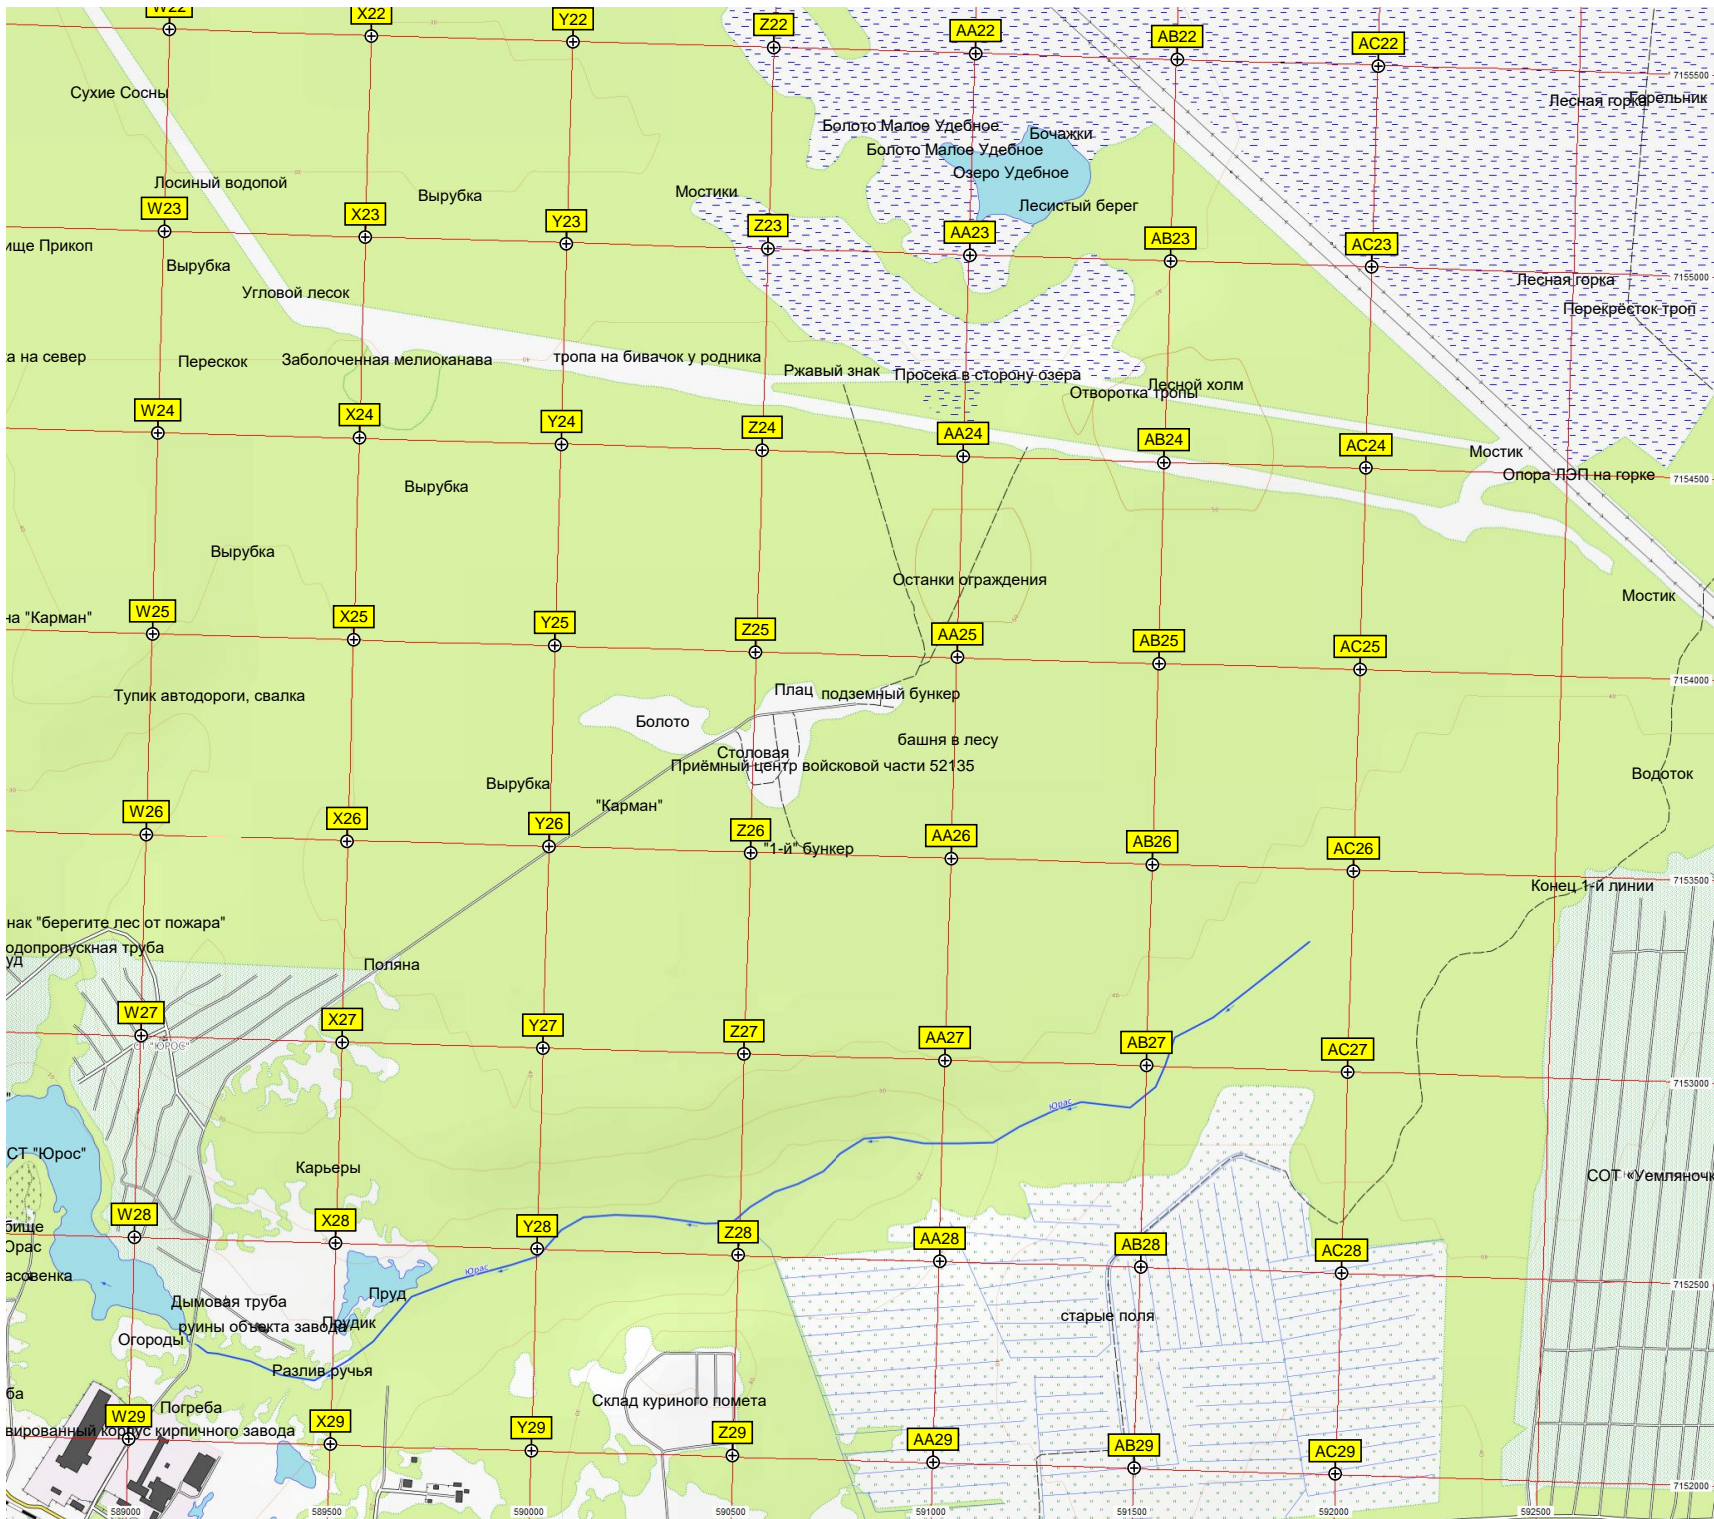 W22
X22
Y22
Z22
AA22
AB22
AC22
7155500
Сухие Сосны
Лесная горка
Горельник
Болото Малое Удебное
Бочажки
Болото Малое Удебное
Озеро Удебное
Лосиный водопой
Вырубка
Мостики
Лесистый берег
W23
X23
Y23
Z23
AA23
AB23
AC23
ище Прикоп
Вырубка
7155000
Лесная горка
Угловой лесок
Перекрёсток троп
а на север
Перескок
Заболоченная мелиоканава
тропа на бивачок у родника
Ржавый знак
Просека в сторону озера
Лесной холм
Отворотка тропы
W24
X24
Y24
Z24
AA24
AB24
AC24
Мостик
Опора ЛЭП на горке
7154500
Вырубка
Вырубка
Останки ограждения
Мостик
на "Карман"
W25
X25
Y25
Z25
AA25
AB25
AC25
7154000
Тупик автодороги, свалка
Плац
подземный бункер
Болото
башня в лесу
Столовая
Приёмный центр войсковой части 52135
Водоток
Вырубка
"Карман"
W26
X26
Y26
Z26
AA26
AB26
AC26
"1-й" бункер
7153500
Конец 1-й линии
нак "берегите лес от пожара"
одопропускная труба
уд
Поляна
W27
X27
Y27
Z27
AA27
AB27
AC27
СТ "ЮРОС"
7153000
Юрас
СТ "Юрос"
Карьеры
СОТ «Уемляночк
W28
X28
Y28
Z28
AA28
AB28
AC28
бище
Юрас
асовенка
Юрас
7152500
Пруд
Дымовая труба
руины объекта завода
Прудик
Огороды
старые поля
Разлив ручья
ба
Погреба
Склад куриного помета
W29
X29
Y29
Z29
AA29
AB29
AC29
вированный корпус кирпичного завода
7152000
589000
589500
590000
590500
591000
591500
592000
592500